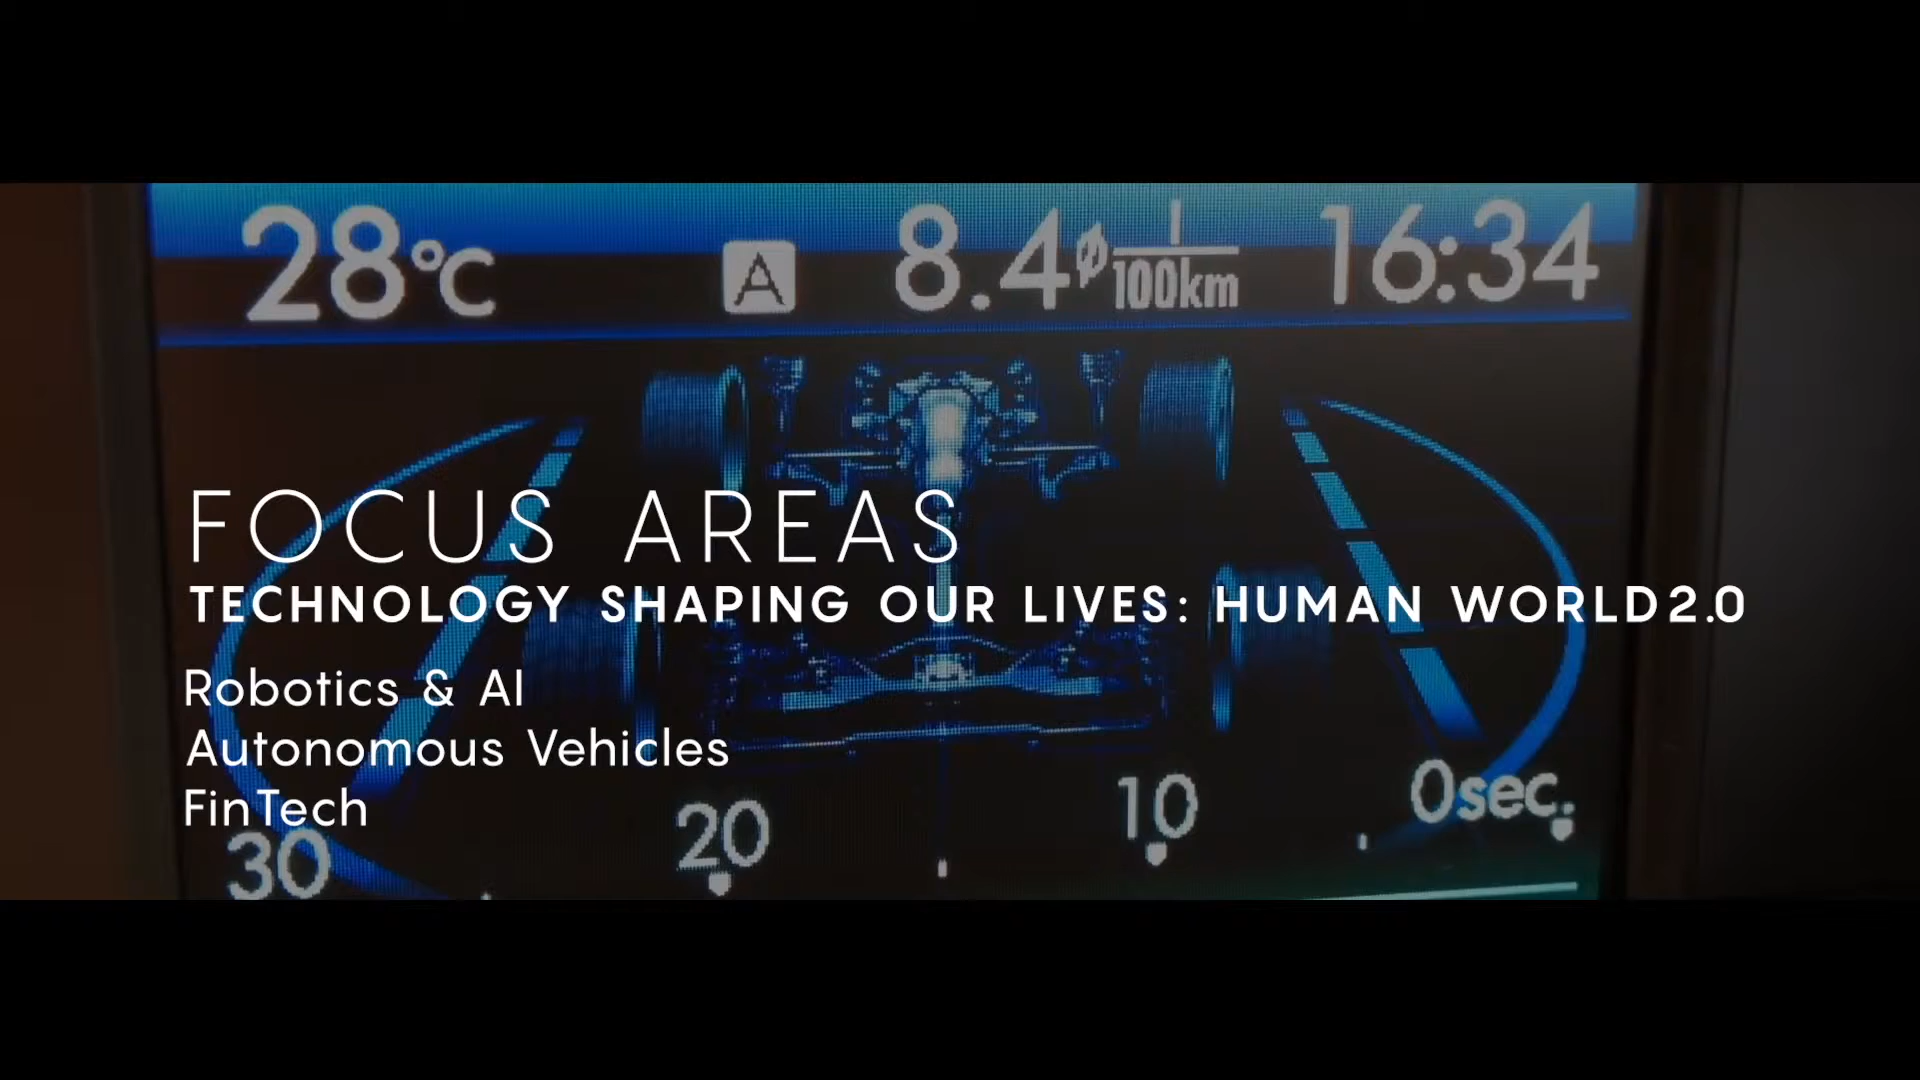 28°C A 8.4 ø l/100km 16:34
FOCUS AREAS
TECHNOLOGY SHAPING OUR LIVES: HUMAN WORLD2.0
Robotics & AI
Autonomous Vehicles
FinTech
30 20 10 0sec.